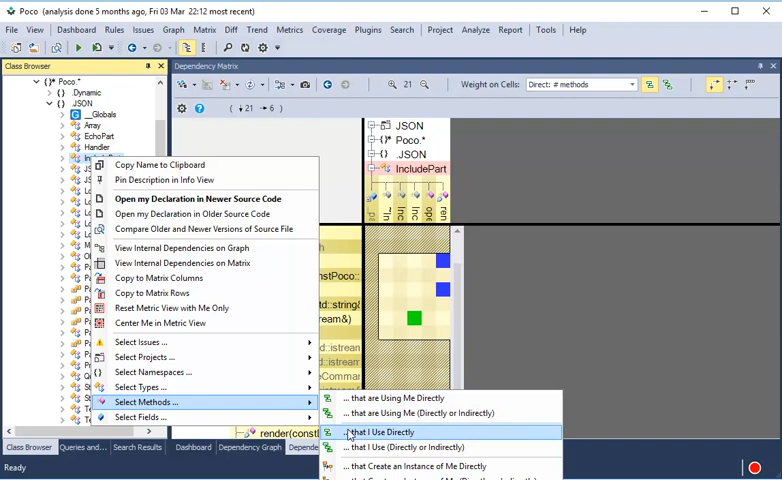 Poco (analysis done 5 months ago, Fri 03 Mar 22:12 most recent)
File View Dashboard Rules Issues Graph Matrix Diff Trend Metrics Coverage Plugins Search Project Analyze Report Tools Help
Class Browser
Dependency Matrix
21 Weight on Cells: Direct: # methods
( ↓21 →6 )
Poco.*
.Dynamic
.JSON
__Globals
Array
EchoPart
Handler
JSON
Poco.*
.JSON
IncludePart
Copy Name to Clipboard
Pin Description in Info View
Open my Declaration in Newer Source Code
Open my Declaration in Older Source Code
Compare Older and Newer Versions of Source File
View Internal Dependencies on Graph
View Internal Dependencies on Matrix
Copy to Matrix Columns
Copy to Matrix Rows
Reset Metric View with Me Only
Center Me in Metric View
Select Issues ...
Select Projects ...
Select Namespaces ...
Select Types ...
Select Methods ...
Select Fields ...
... that are Using Me Directly
... that are Using Me (Directly or Indirectly)
... that I Use Directly
... that I Use (Directly or Indirectly)
... that Create an Instance of Me Directly
render(const
Class Browser Queries and... Search Results Dashboard Dependency Graph Depende
Ready